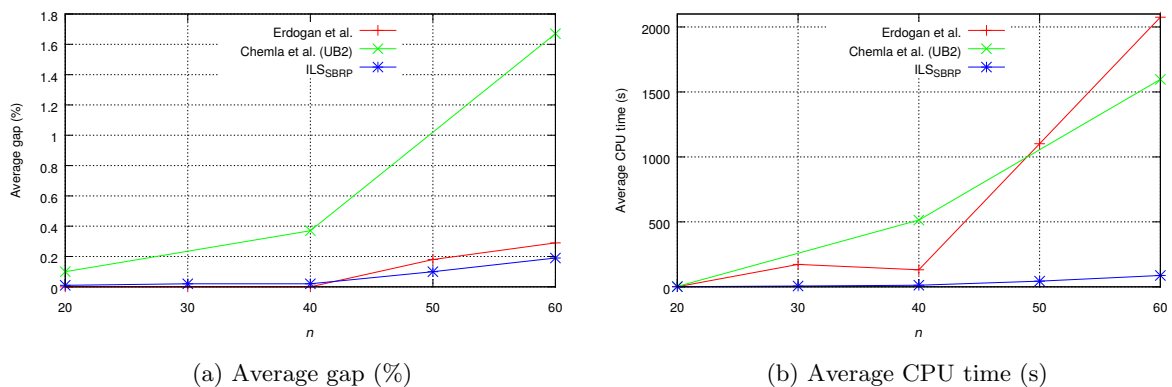 1.8
1.6
1.4
1.2
1
0.8
0.6
0.4
0.2
0
Average gap (%)
Erdogan et al.
Chemla et al. (UB2)
ILSSBRP
20 30 40 50 60
n
(a) Average gap (%)
2000
1500
1000
500
0
Average CPU time (s)
Erdogan et al.
Chemla et al. (UB2)
ILSSBRP
20 30 40 50 60
n
(b) Average CPU time (s)